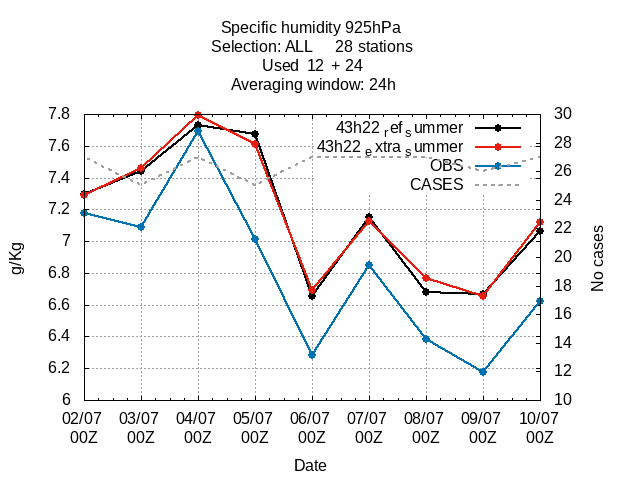 Specific humidity 925hPa
Selection: ALL 28 stations
Used 12 + 24
Averaging window: 24h
7.8
7.6
7.4
7.2
7
6.8
6.6
6.4
6.2
6
g/Kg
43h22 refsummer
43h22 extrasummer
OBS
CASES
30
28
26
24
22
20
18
16
14
12
10
No cases
02/07 03/07 04/07 05/07 06/07 07/07 08/07 09/07 10/07
00Z 00Z 00Z 00Z 00Z 00Z 00Z 00Z 00Z
Date